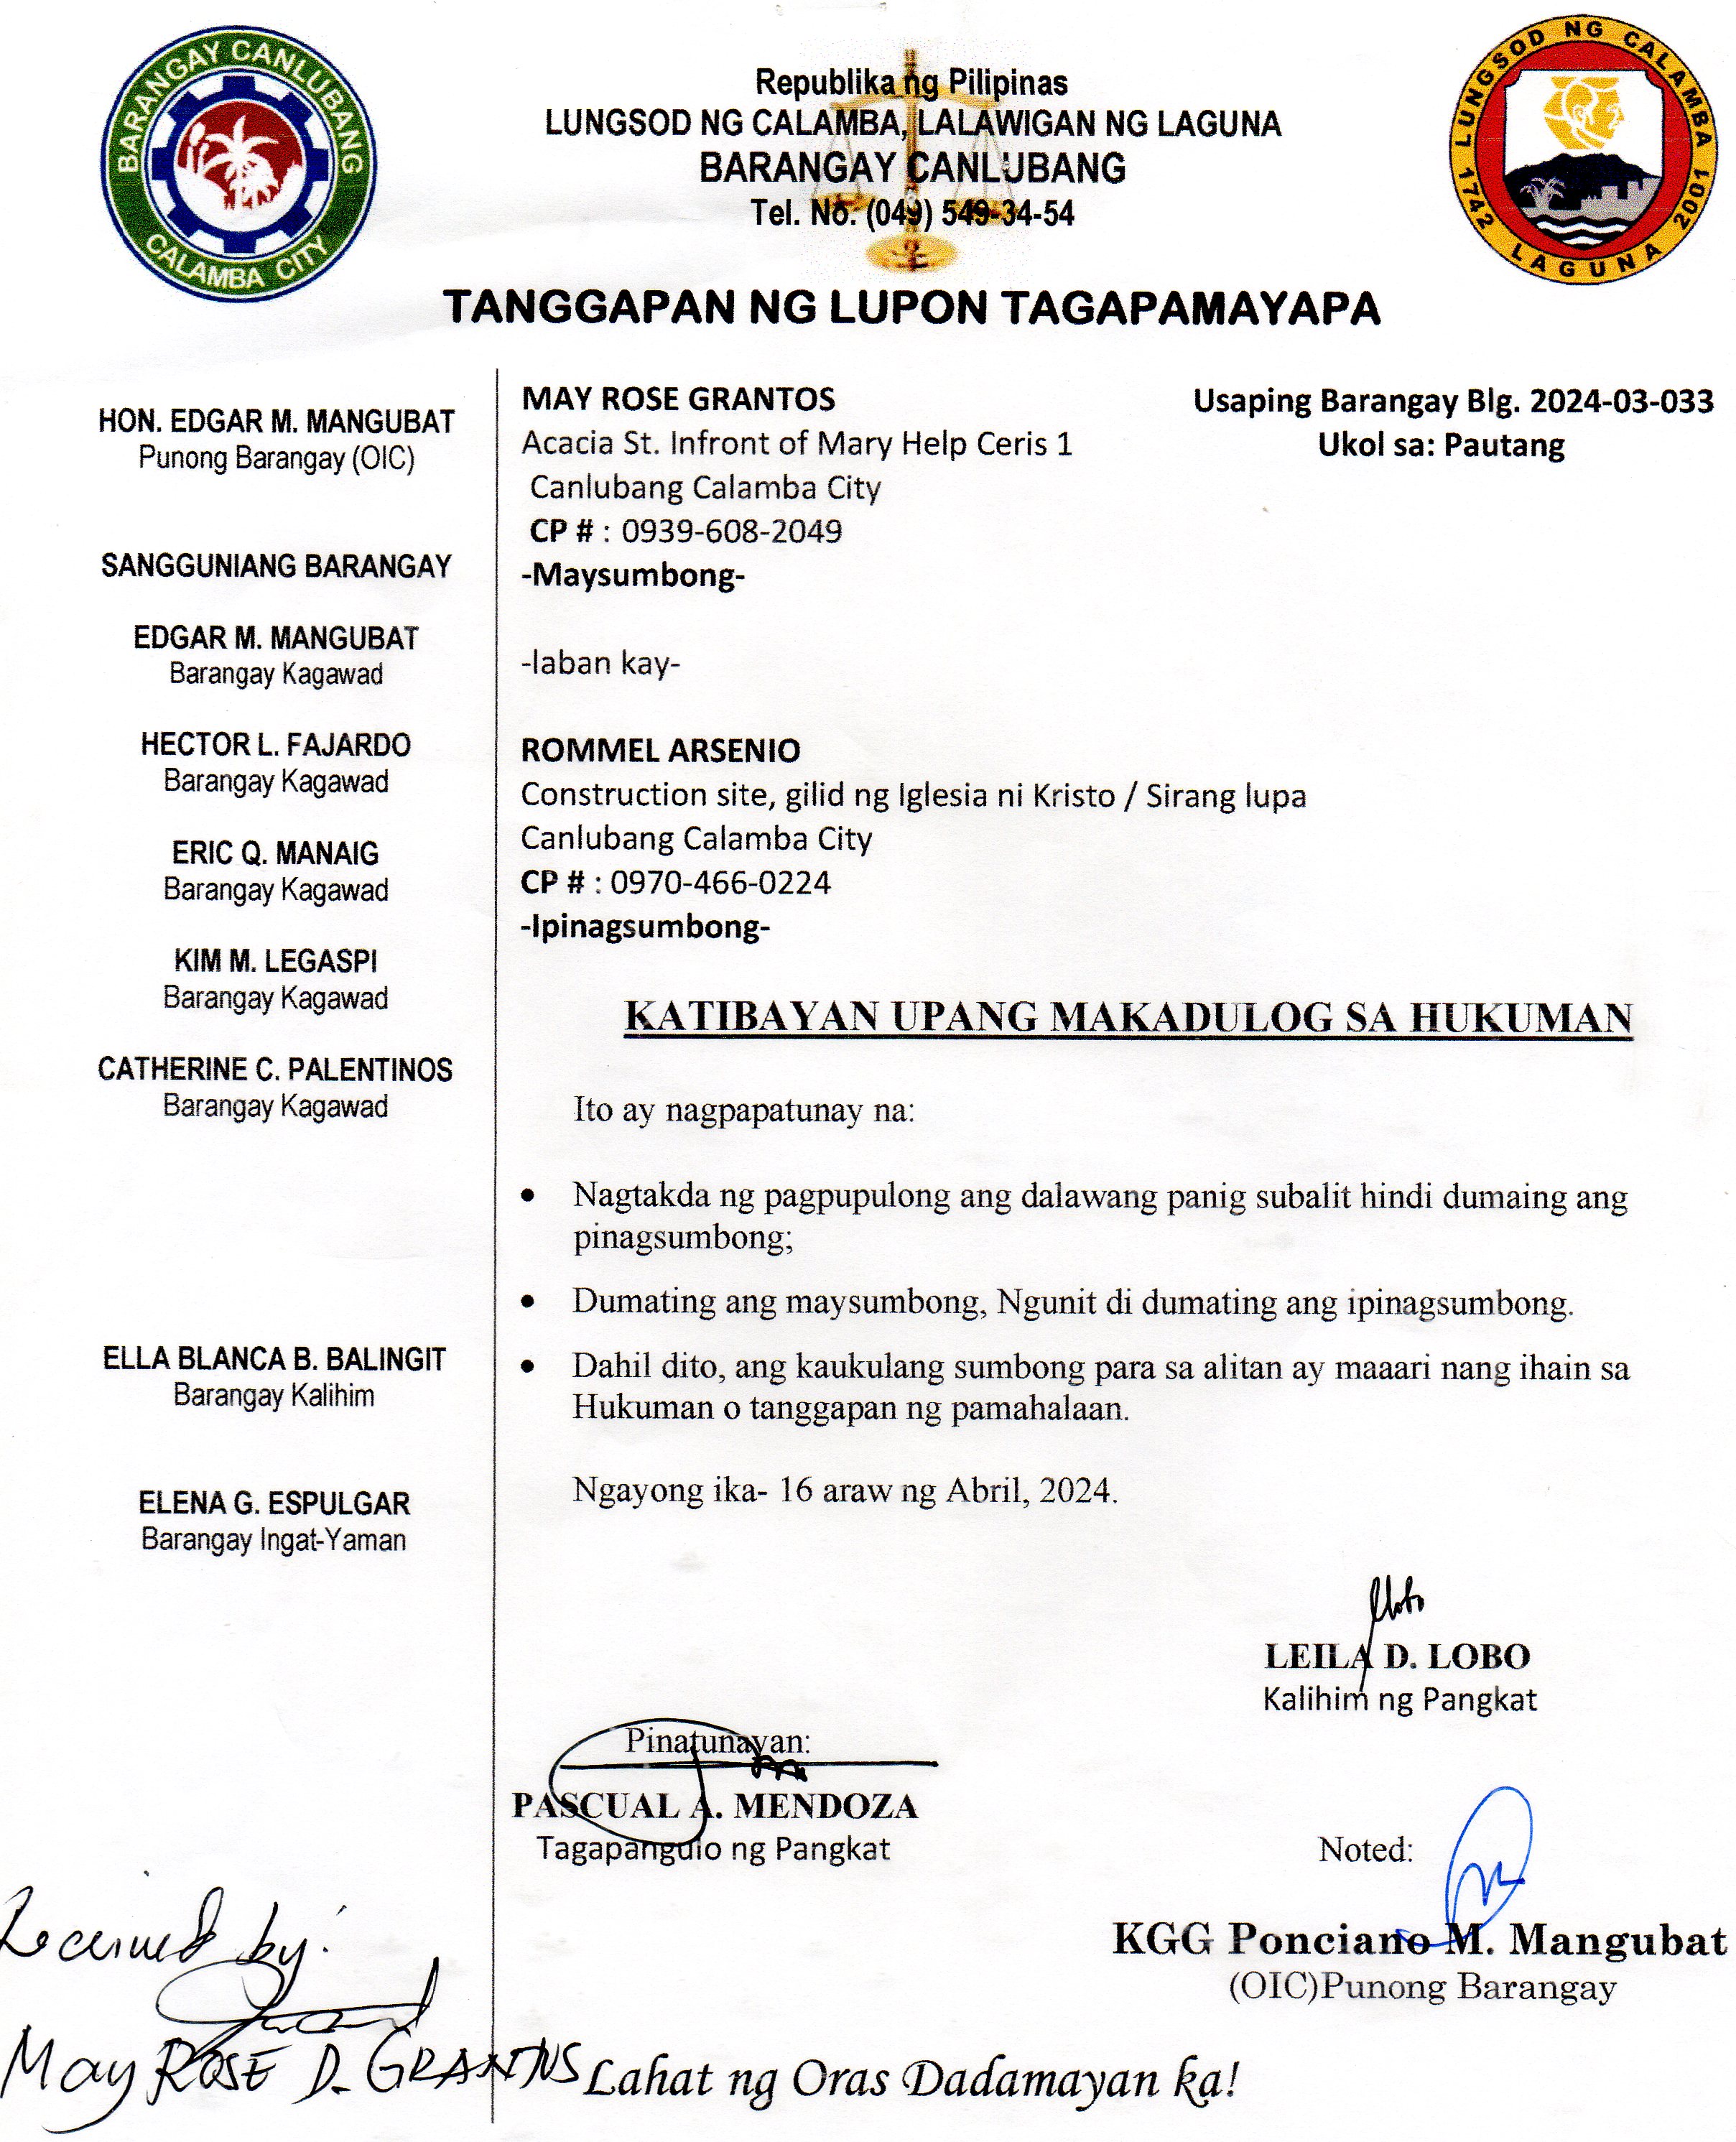 BARANGAY CANLUBANG
CALAMBA CITY
Republika ng Pilipinas
LUNGSOD NG CALAMBA, LALAWIGAN NG LAGUNA
BARANGAY CANLUBANG
Tel. No. (049) 549-34-54
LUNGSOD NG CALAMBA
1742 LAGUNA 2001
TANGGAPAN NG LUPON TAGAPAMAYAPA
HON. EDGAR M. MANGUBAT
Punong Barangay (OIC)
SANGGUNIANG BARANGAY
EDGAR M. MANGUBAT
Barangay Kagawad
HECTOR L. FAJARDO
Barangay Kagawad
ERIC Q. MANAIG
Barangay Kagawad
KIM M. LEGASPI
Barangay Kagawad
CATHERINE C. PALENTINOS
Barangay Kagawad
ELLA BLANCA B. BALINGIT
Barangay Kalihim
ELENA G. ESPULGAR
Barangay Ingat-Yaman
MAY ROSE GRANTOS
Acacia St. Infront of Mary Help Ceris 1
Canlubang Calamba City
CP # : 0939-608-2049
-Maysumbong-
Usaping Barangay Blg. 2024-03-033
Ukol sa: Pautang
-laban kay-
ROMMEL ARSENIO
Construction site, gilid ng Iglesia ni Kristo / Sirang lupa
Canlubang Calamba City
CP # : 0970-466-0224
-Ipinagsumbong-
KATIBAYAN UPANG MAKADULOG SA HUKUMAN
Ito ay nagpapatunay na:
• Nagtakda ng pagpupulong ang dalawang panig subalit hindi dumaing ang
pinagsumbong;
• Dumating ang maysumbong, Ngunit di dumating ang ipinagsumbong.
• Dahil dito, ang kaukulang sumbong para sa alitan ay maaari nang ihain sa
Hukuman o tanggapan ng pamahalaan.
Ngayong ika- 16 araw ng Abril, 2024.
LEILA D. LOBO
Kalihim ng Pangkat
Pinatunayan:
PASCUAL A. MENDOZA
Tagapangulo ng Pangkat
Noted:
KGG Ponciano M. Mangubat
(OIC)Punong Barangay
Received by:
May ROSE D. GRANTOS
Lahat ng Oras Dadamayan ka!